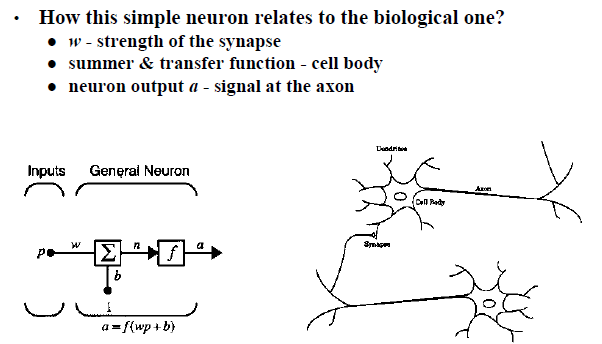 • How this simple neuron relates to the biological one?
• w - strength of the synapse
• summer & transfer function - cell body
• neuron output a - signal at the axon
Inputs General Neuron
p w Σ n f a
b
1
a = f(wp + b)
Dendrites
Axon
Cell Body
Synapse